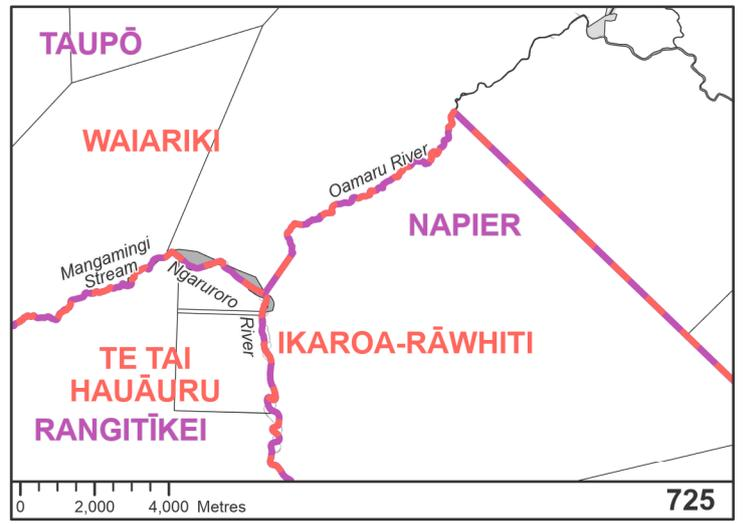 TAUPŌ
WAIARIKI
Oamaru River
NAPIER
Mangamingi
Stream
Ngaruroro
River
IKAROA-RĀWHITI
TE TAI
HAUĀURU
RANGITĪKEI
0 2,000 4,000 Metres
725